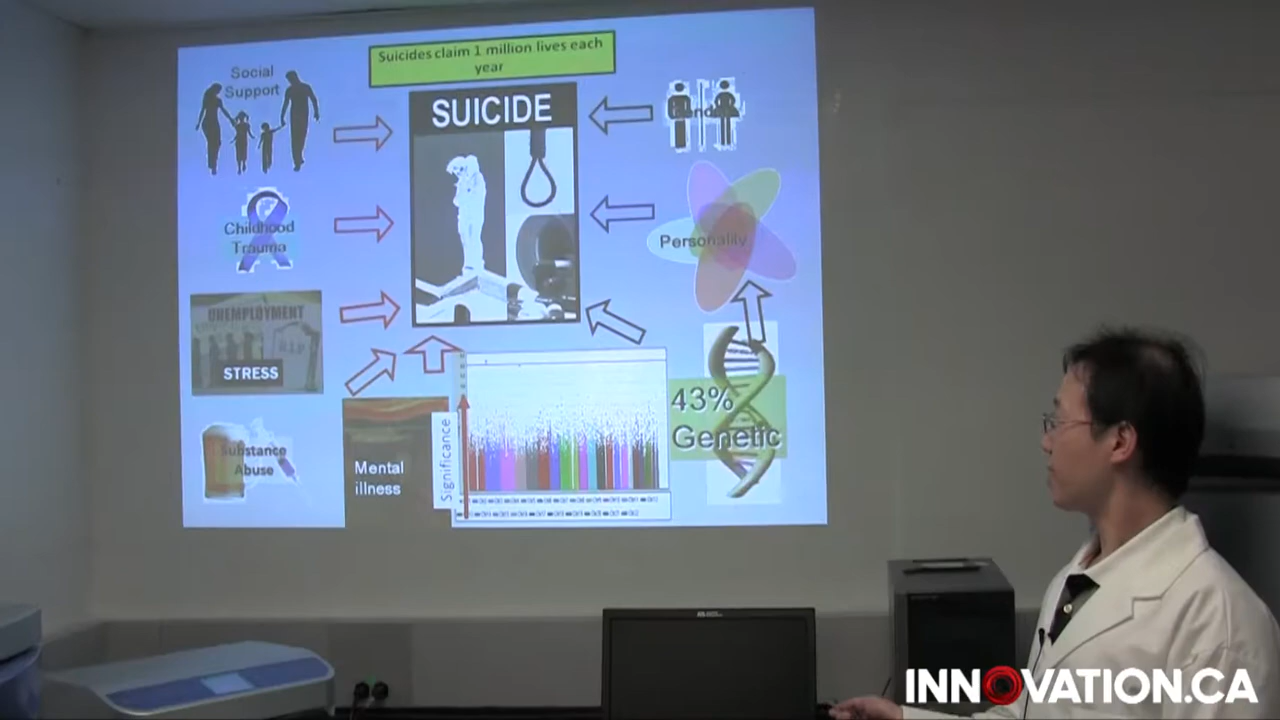 Suicides claim 1 million lives each
year
Social
Support
SUICIDE
Childhood
Trauma
Personality
UNEMPLOYMENT
R.I.P
STRESS
43%
Genetic
Substance
Abuse
Mental
illness
Significance
INNOVATION.CA